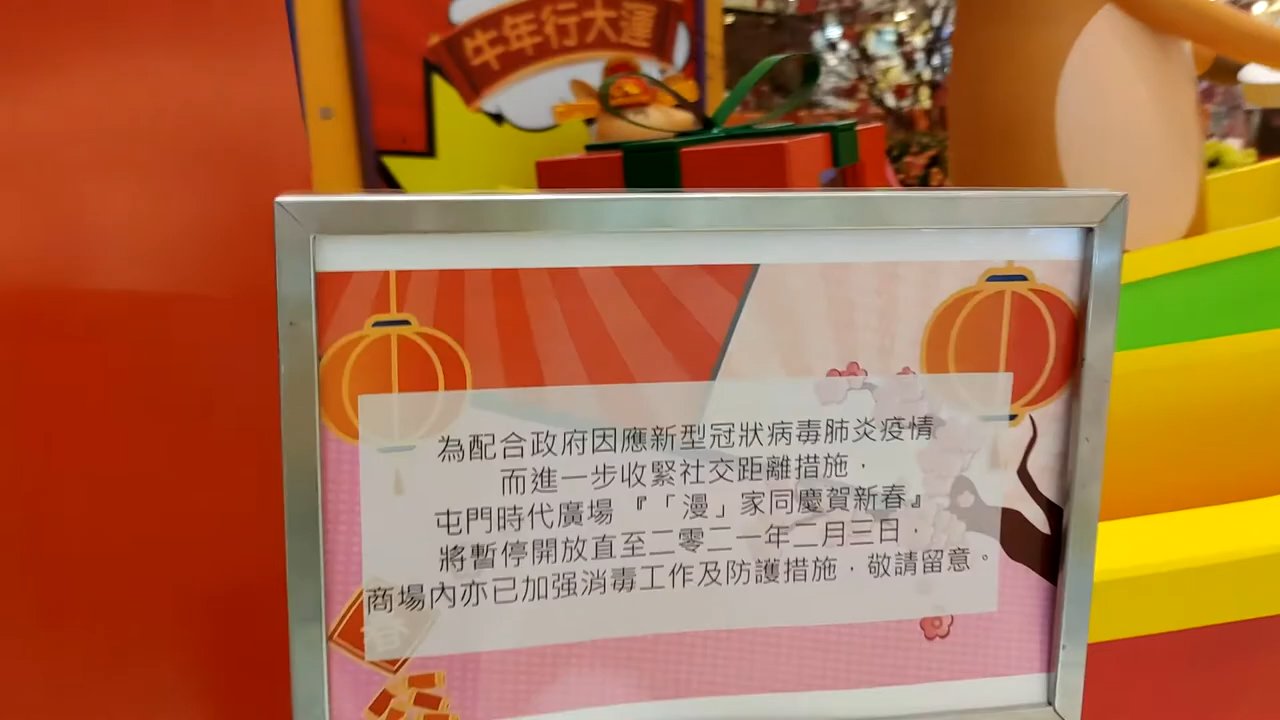 牛年行大運
為配合政府因應新型冠狀病毒肺炎疫情
而進一步收緊社交距離措施，
屯門時代廣場『「漫」家同慶賀新春』
將暫停開放直至二零二一年二月三日，
商場內亦已加强消毒工作及防護措施，敬請留意。
春